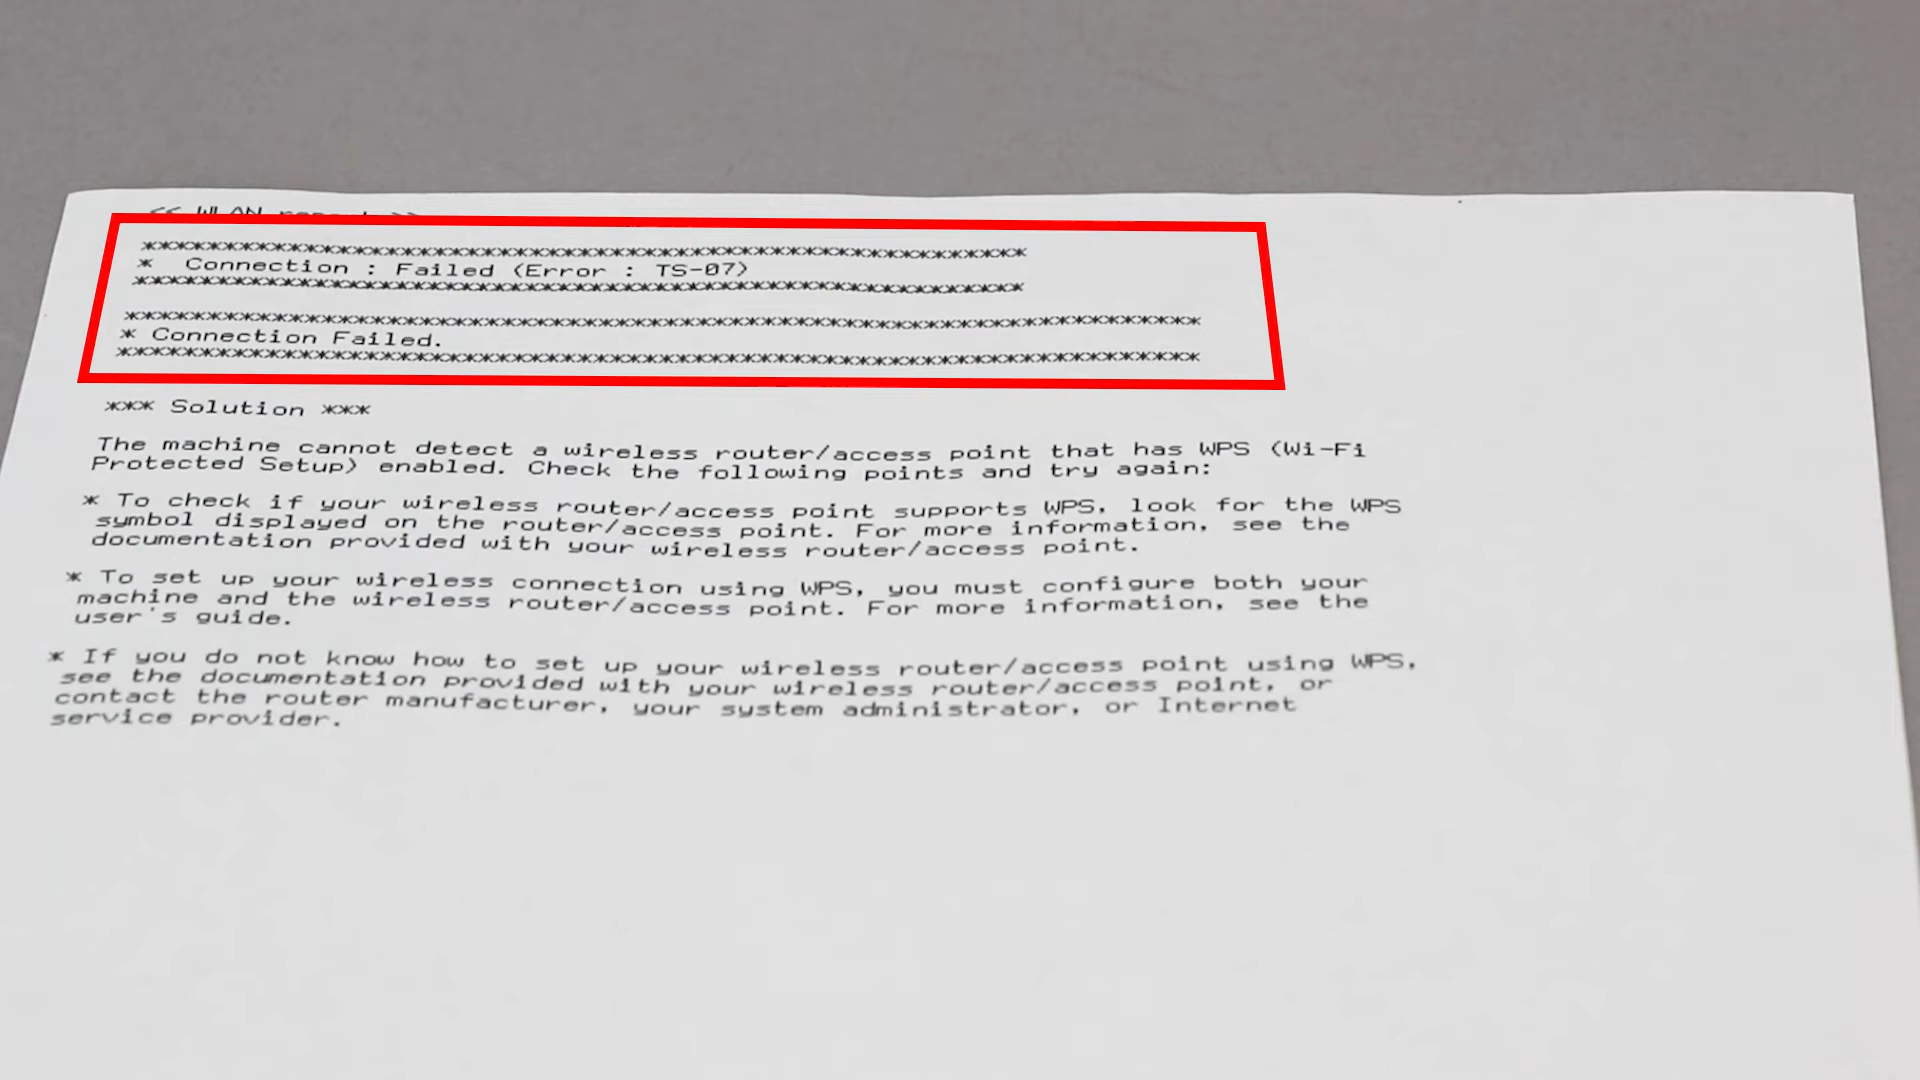 << WLAN report >>
*******************************************************
*  Connection : Failed (Error : TS-07)
*******************************************************
*******************************************************************
* Connection Failed.
*******************************************************************
*** Solution ***
The machine cannot detect a wireless router/access point that has WPS (Wi-Fi
Protected Setup) enabled. Check the following points and try again:
* To check if your wireless router/access point supports WPS, look for the WPS
symbol displayed on the router/access point. For more information, see the
documentation provided with your wireless router/access point.
* To set up your wireless connection using WPS, you must configure both your
machine and the wireless router/access point. For more information, see the
user's guide.
* If you do not know how to set up your wireless router/access point using WPS,
see the documentation provided with your wireless router/access point, or
contact the router manufacturer, your system administrator, or Internet
service provider.